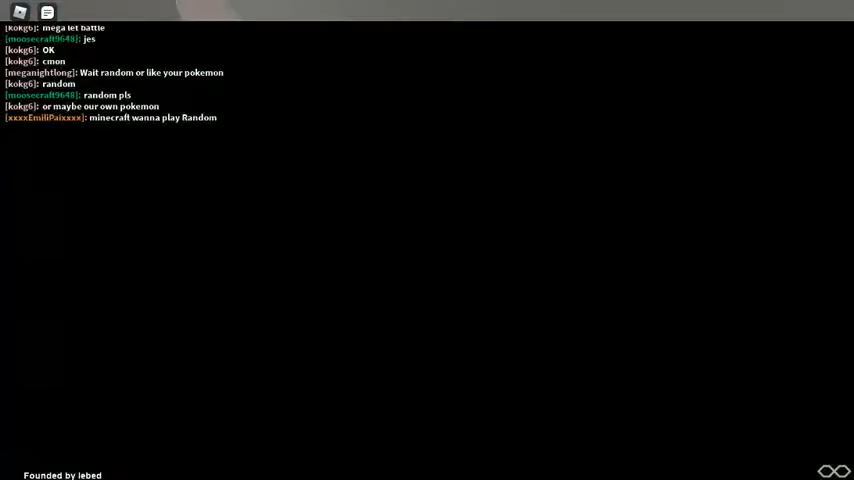 [kokg6]: mega let battle
[moosecraft9648]: jes
[kokg6]: OK
[kokg6]: cmon
[meganightlong]: Wait random or like your pokemon
[kokg6]: random
[moosecraft9648]: random pls
[kokg6]: or maybe our own pokemon
[xxxxEmiliPaixxxx]: minecraft wanna play Random
Founded by lebed